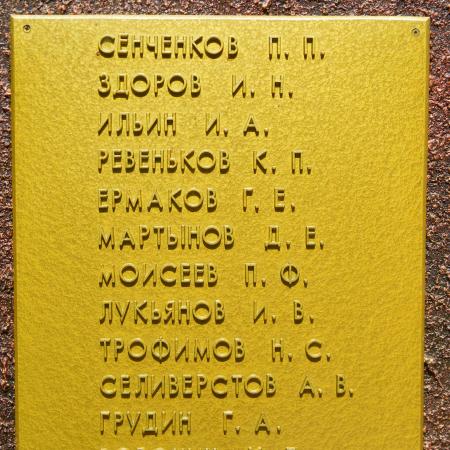 СЕНЧЕНКОВ П. П.
ЗДОРОВ И. Н.
ИЛЬИН И. А.
РЕВЕНЬКОВ К. П.
ЕРМАКОВ Г. Е.
МАРТЫНОВ Д. Е.
МОИСЕЕВ П. Ф.
ЛУКЬЯНОВ И. В.
ТРОФИМОВ Н. С.
СЕЛИВЕРСТОВ А. В.
ГРУДИН Г. А.